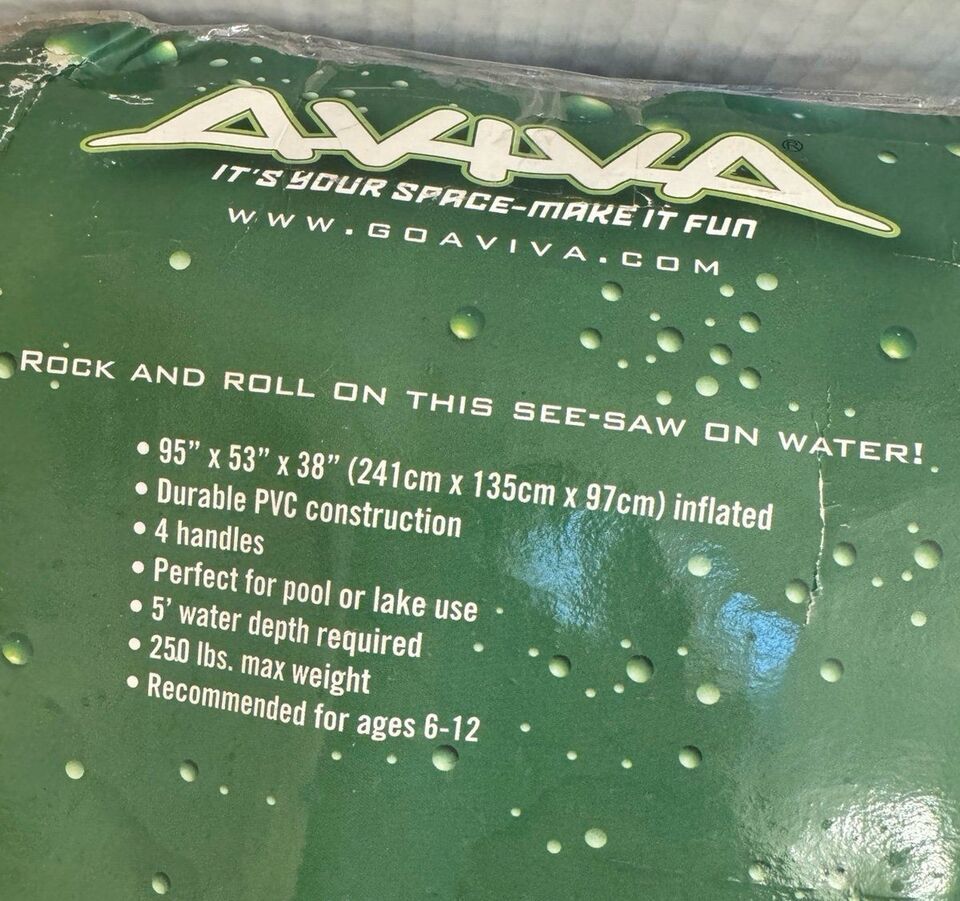 AVIVA®
IT'S YOUR SPACE-MAKE IT FUN
WWW.GOAVIVA.COM
ROCK AND ROLL ON THIS SEE-SAW ON WATER!
• 95” x 53” x 38” (241cm x 135cm x 97cm) inflated
• Durable PVC construction
• 4 handles
• Perfect for pool or lake use
• 5’ water depth required
• 250 lbs. max weight
• Recommended for ages 6-12